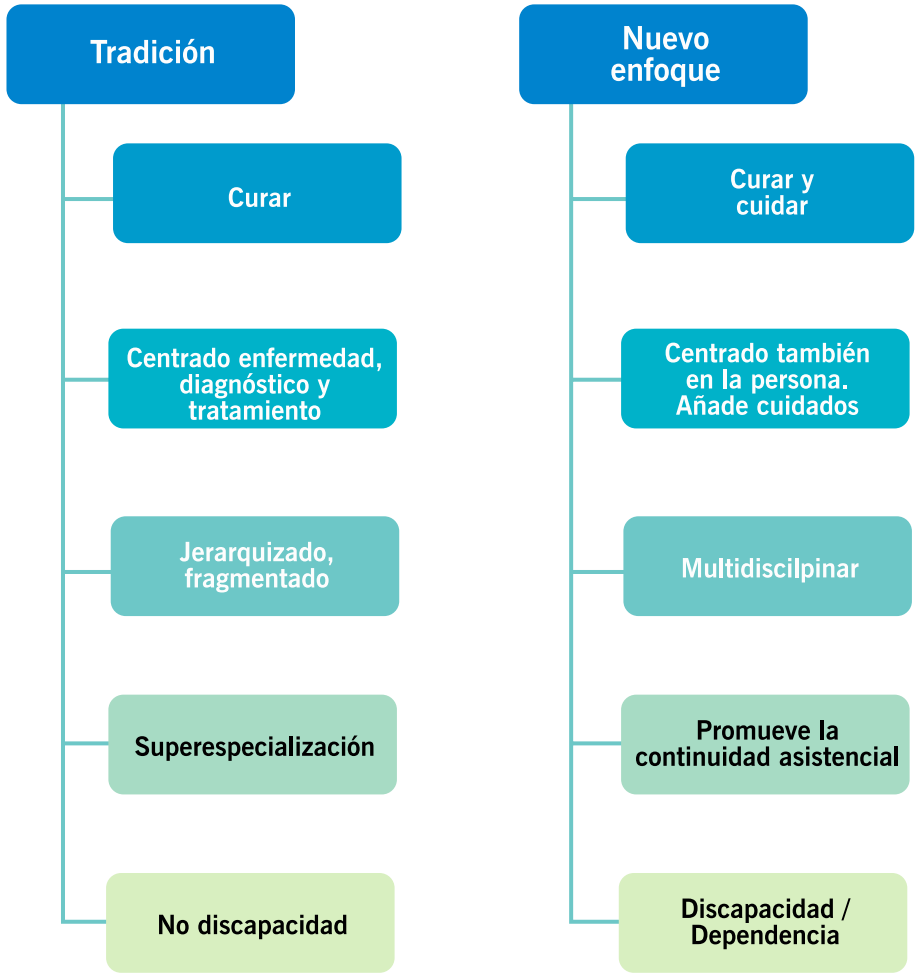 Tradición
Curar
Centrado enfermedad,
diagnóstico y
tratamiento
Jerarquizado,
fragmentado
Superespecialización
No discapacidad
Nuevo
enfoque
Curar y
cuidar
Centrado también
en la persona.
Añade cuidados
Multidiscilpinar
Promueve la
continuidad asistencial
Discapacidad /
Dependencia